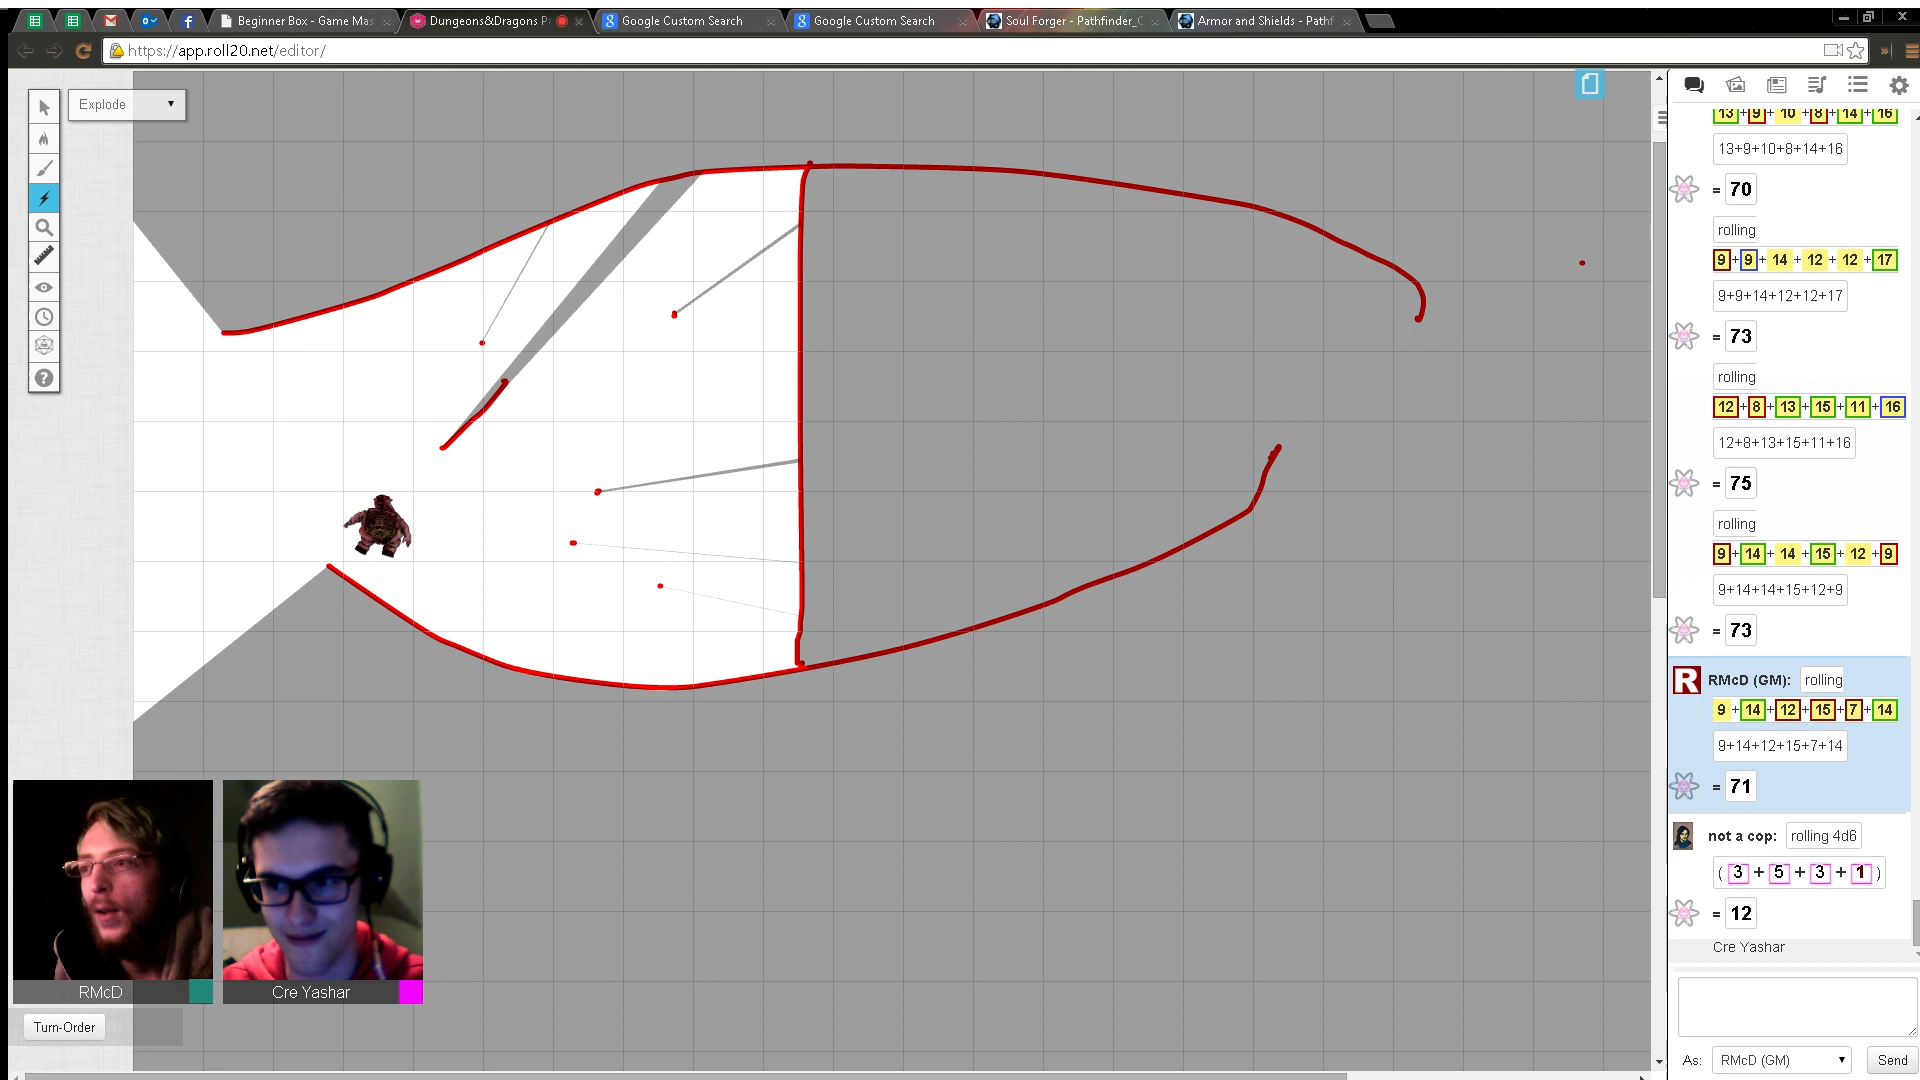 Beginner Box - Game Mas
Dungeons&Dragons P
Google Custom Search
Google Custom Search
Soul Forger - Pathfinder_
Armor and Shields - Pathf
https://app.roll20.net/editor/
Explode
13+9+10+8+14+16
13+9+10+8+14+16
= 70
rolling
9+9+14+12+12+17
9+9+14+12+12+17
= 73
rolling
12+8+13+15+11+16
12+8+13+15+11+16
= 75
rolling
9+14+14+15+12+9
9+14+14+15+12+9
= 73
R RMcD (GM): rolling
9+14+12+15+7+14
9+14+12+15+7+14
= 71
not a cop: rolling 4d6
(3+5+3+1)
= 12
Cre Yashar
RMcD
Cre Yashar
Turn-Order
As: RMcD (GM) Send